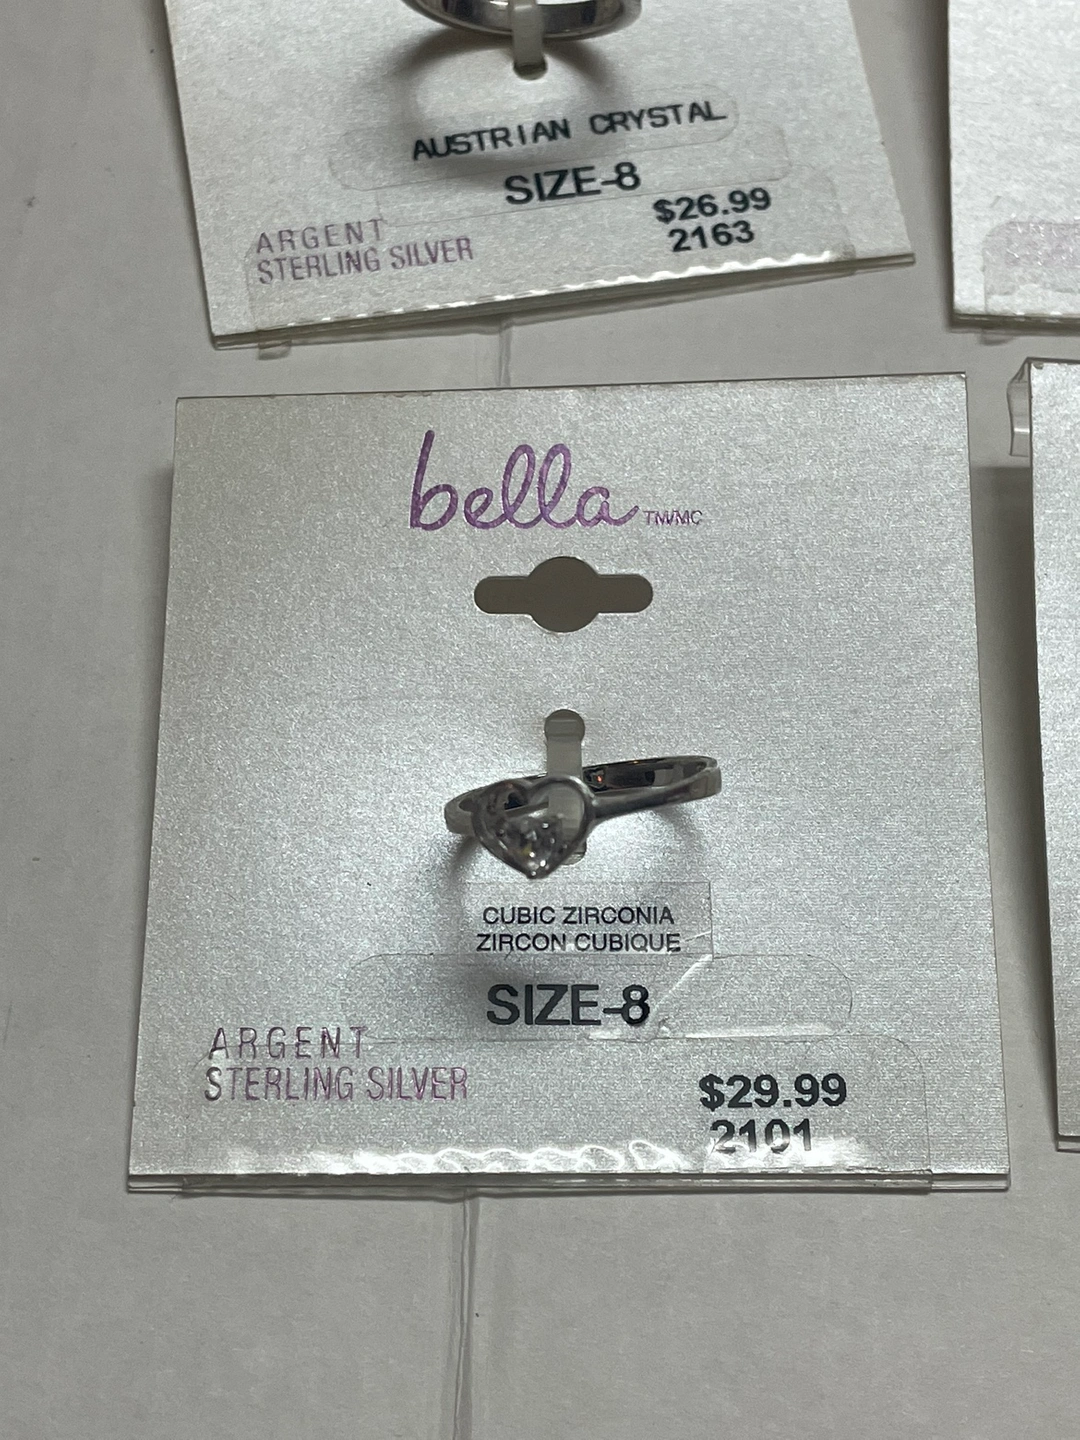 AUSTRIAN CRYSTAL
SIZE-8
$26.99
2163
ARGENT
STERLING SILVER
bella TM/MC
CUBIC ZIRCONIA
ZIRCON CUBIQUE
SIZE-8
ARGENT
STERLING SILVER
$29.99
2101